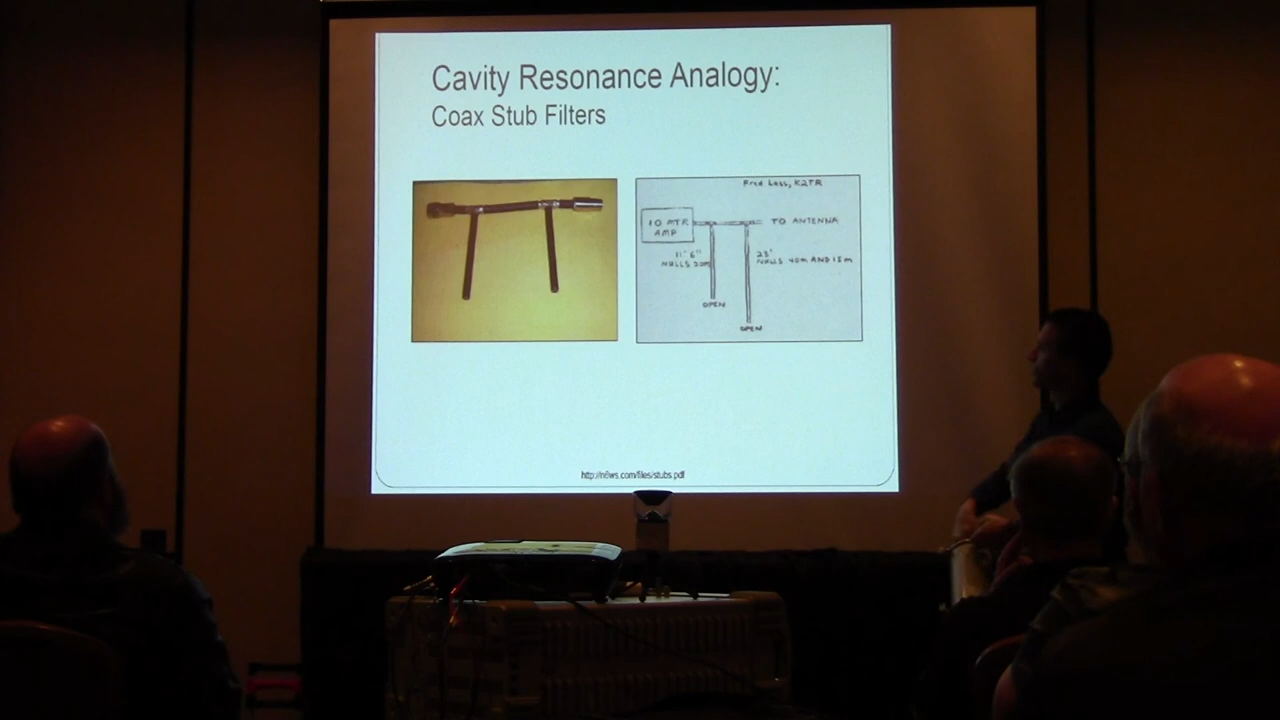 Cavity Resonance Analogy:
Coax Stub Filters
Fred Lass, K2TR
10 MTR
AMP
TO ANTENNA
11' 6"
NULLS 20M
23'
NULLS 40m AND 15m
OPEN
OPEN
http://n6ws.com/files/stubs.pdf